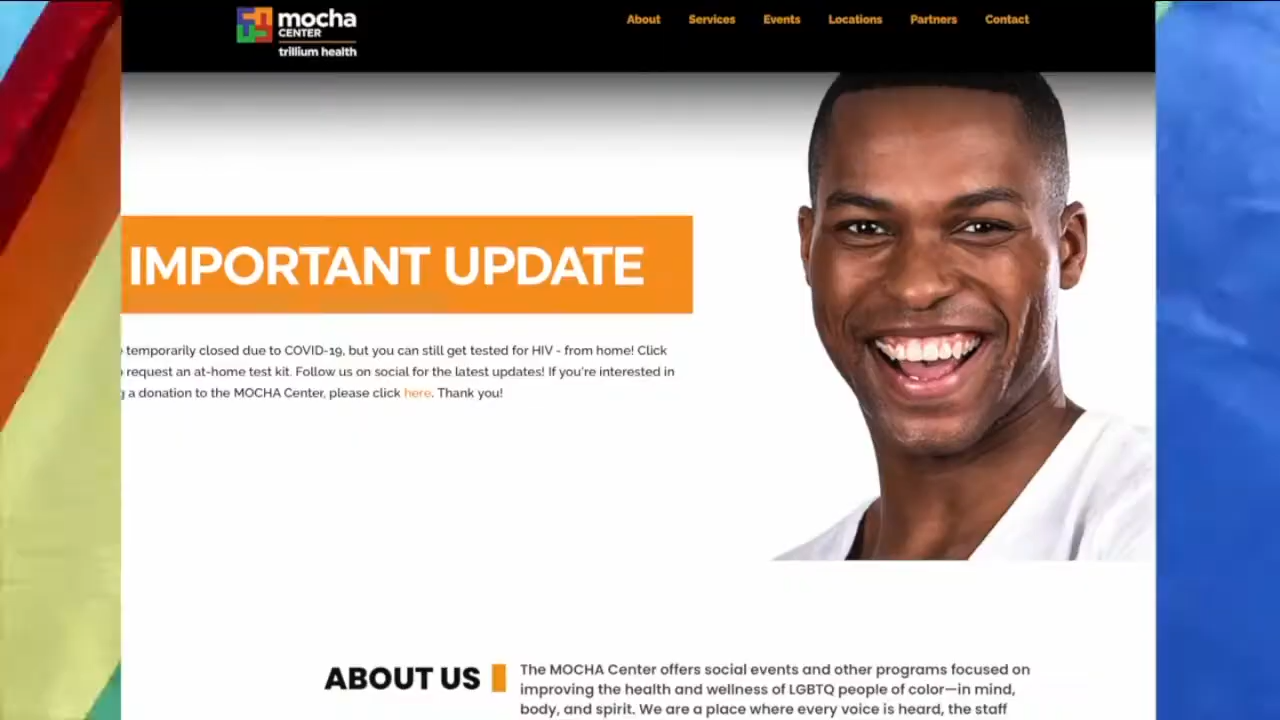 mocha
CENTER
trillium health
About Services Events Locations Partners Contact
IMPORTANT UPDATE
temporarily closed due to COVID-19, but you can still get tested for HIV - from home! Click
request an at-home test kit. Follow us on social for the latest updates! If you're interested in
a donation to the MOCHA Center, please click here. Thank you!
ABOUT US
The MOCHA Center offers social events and other programs focused on
improving the health and wellness of LGBTQ people of color—in mind,
body, and spirit. We are a place where every voice is heard, the staff